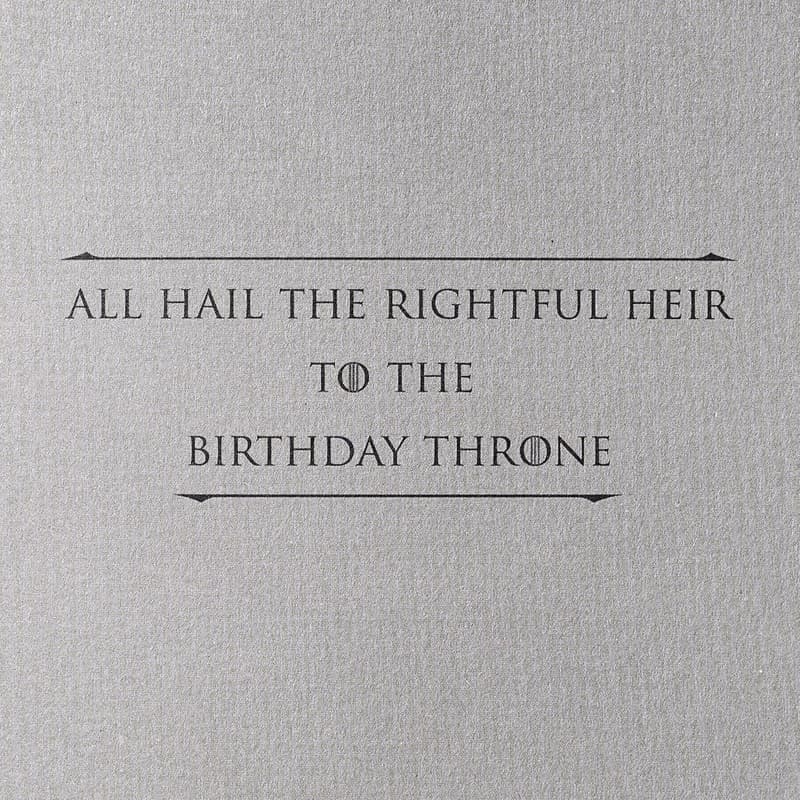 ALL HAIL THE RIGHTFUL HEIR
TO THE
BIRTHDAY THRONE